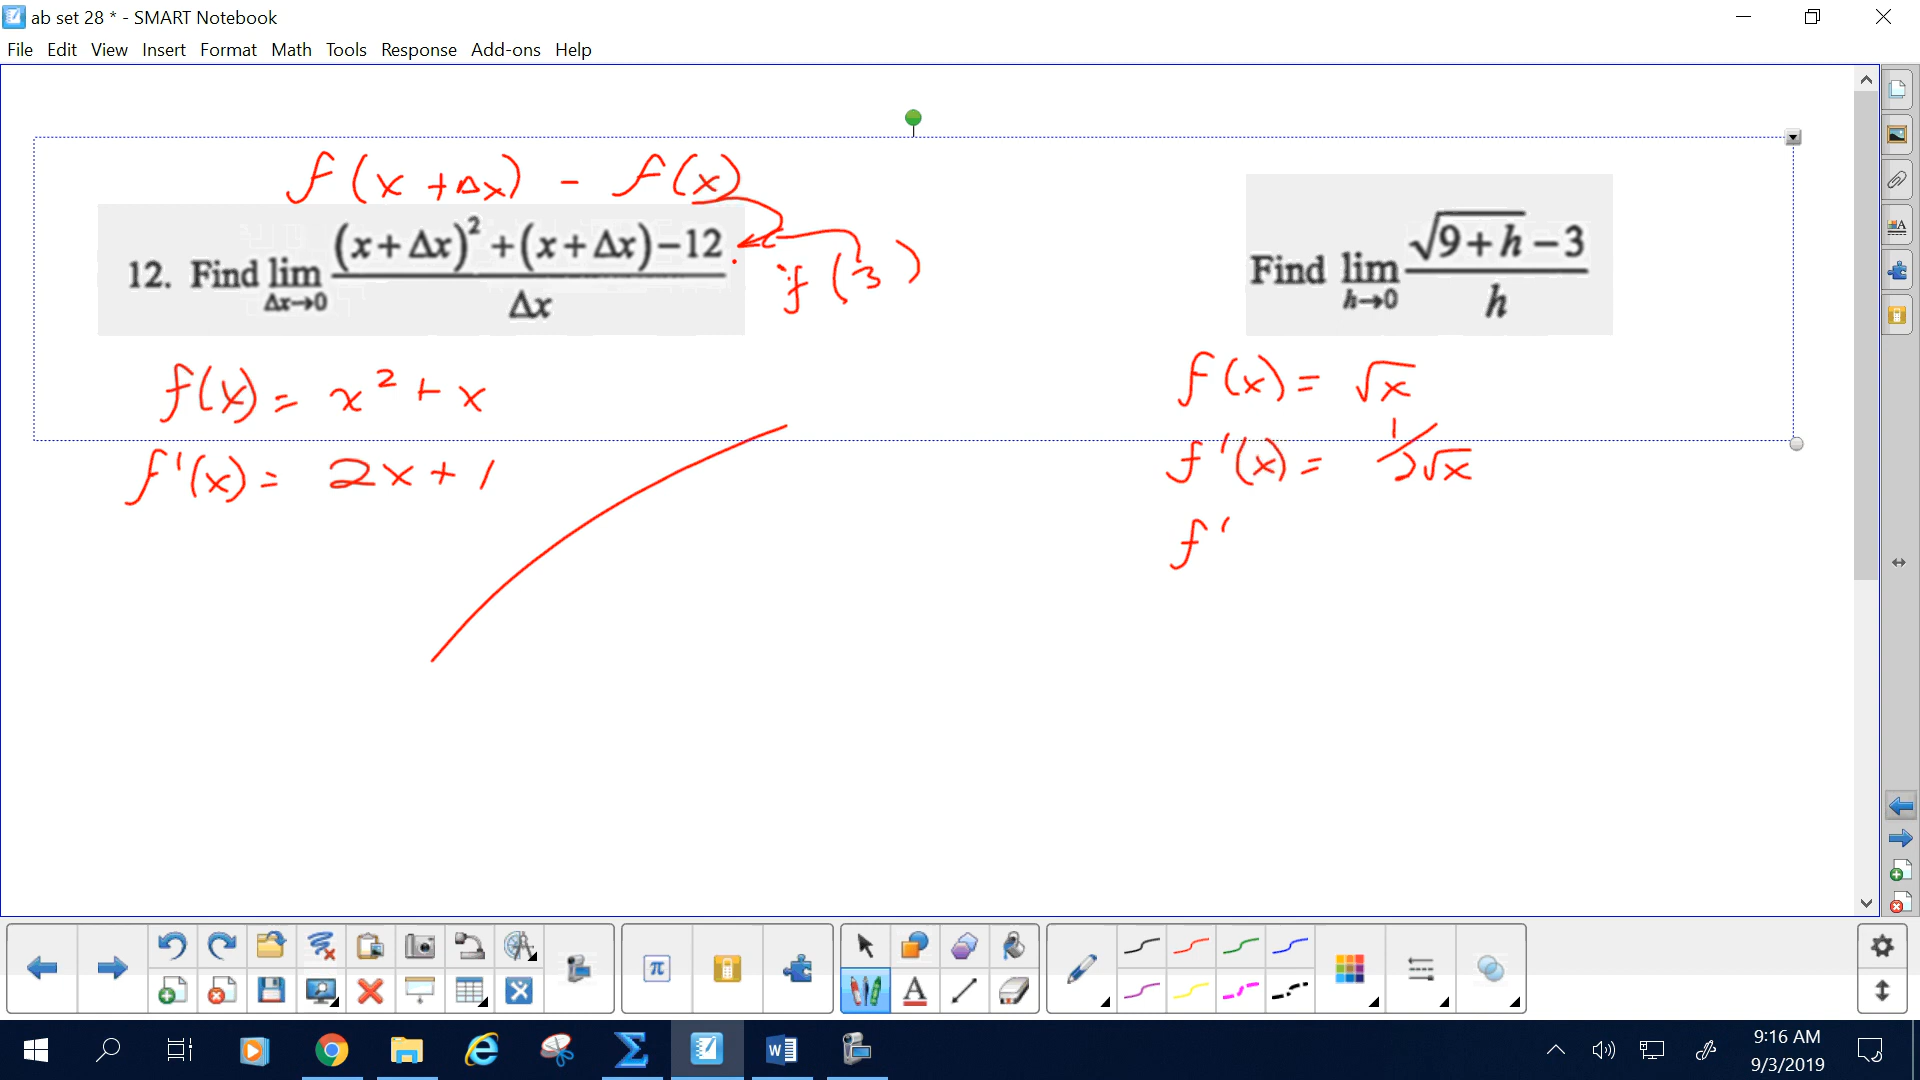 ab set 28 * - SMART Notebook
File Edit View Insert Format Math Tools Response Add-ons Help
f(x+Δx) - f(x)
12. Find lim Δx→0 ((x+Δx)² +(x+Δx)−12)/Δx
f(3)
f(x) = x² + x
f'(x) = 2x+1
Find lim h→0 (√(9+h) −3)/h
f(x) = √x
f'(x) = 1/2√x
f'
π
A
W
9:16 AM
9/3/2019